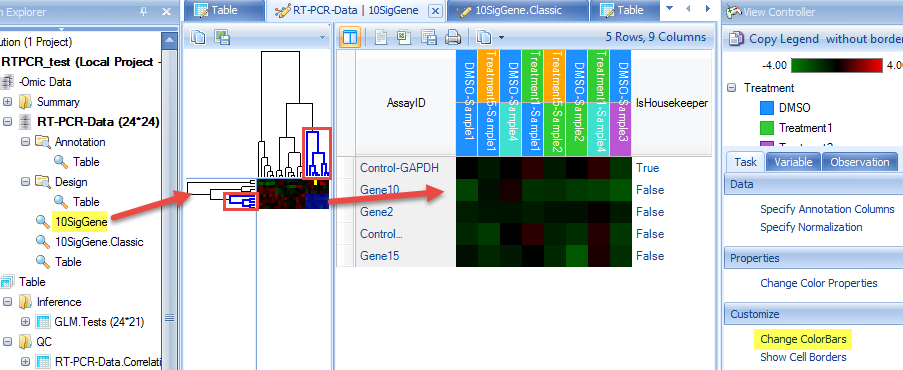 Table
RT-PCR-Data | 10SigGene
10SigGene.Classic
Table
n Explorer
View Controller
5 Rows, 9 Columns
ution (1 Project)
RTPCR_test (Local Project -
-Omic Data
Summary
RT-PCR-Data (24*24)
Annotation
Table
Design
Table
10SigGene
10SigGene.Classic
Table
Table
Inference
GLM.Tests (24*21)
QC
RT-PCR-Data.Correlati
AssayID
DMSO-Sample1
Treatment5-Sample1
DMSO-Sample4
Treatment1-Sample1
Treatment5-Sample2
DMSO-Sample2
Treatment1-Sample4
DMSO-Sample3
IsHousekeeper
Control-GAPDH True
Gene10 False
Gene2 False
Control... False
Gene15 False
Copy Legend without border
-4.00 4.00
Treatment
DMSO
Treatment1
Task Variable Observation
Data
Specify Annotation Columns
Specify Normalization
Properties
Change Color Properties
Customize
Change ColorBars
Show Cell Borders